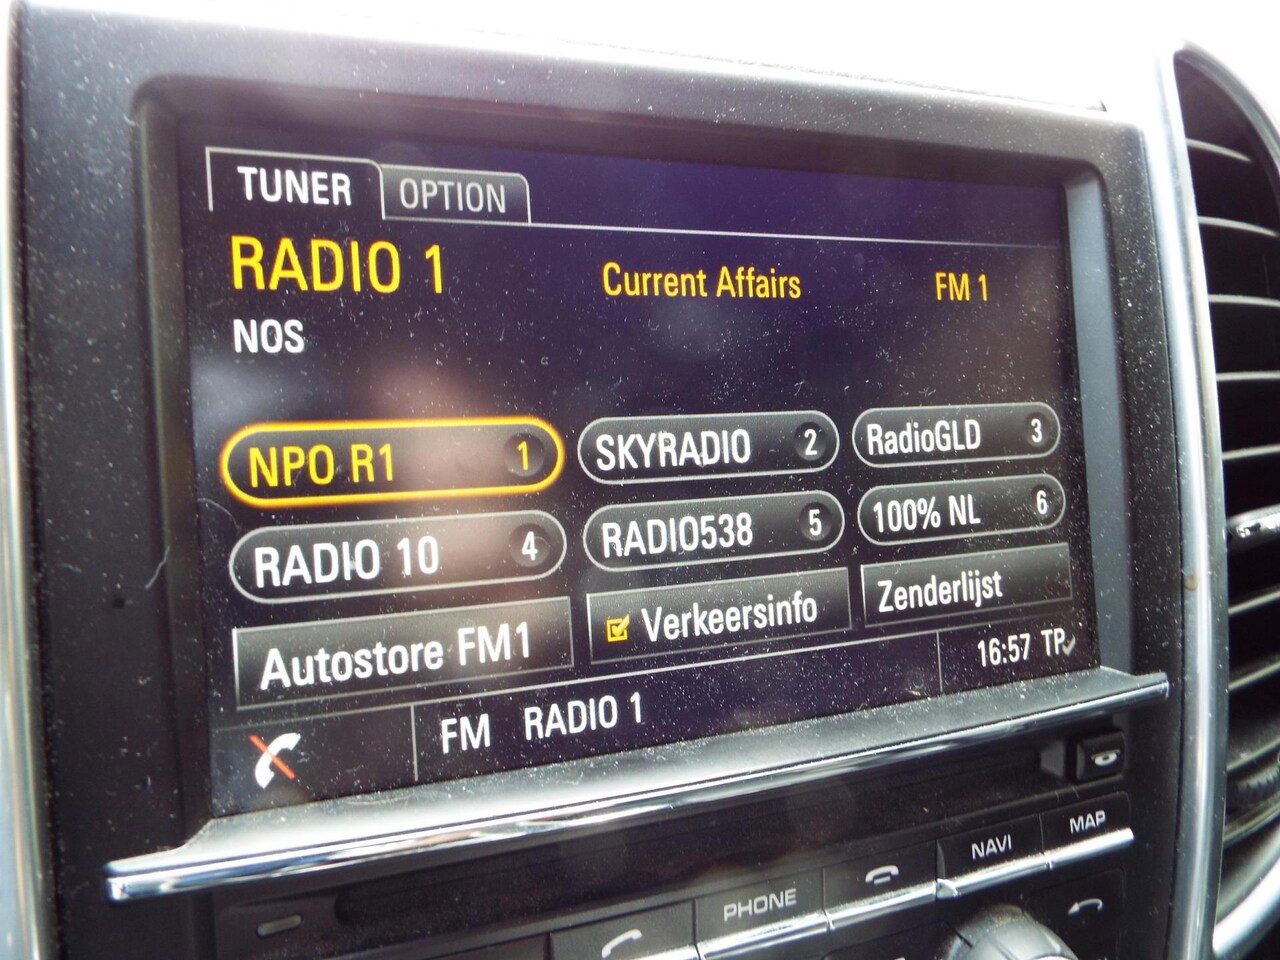 TUNER OPTION
RADIO 1 Current Affairs FM 1
NOS
NPO R1 1 SKYRADIO 2 RadioGLD 3
RADIO 10 4 RADIO538 5 100% NL 6
Autostore FM1 Verkeersinfo Zenderlijst
16:57 TP
FM RADIO 1
PHONE NAVI MAP